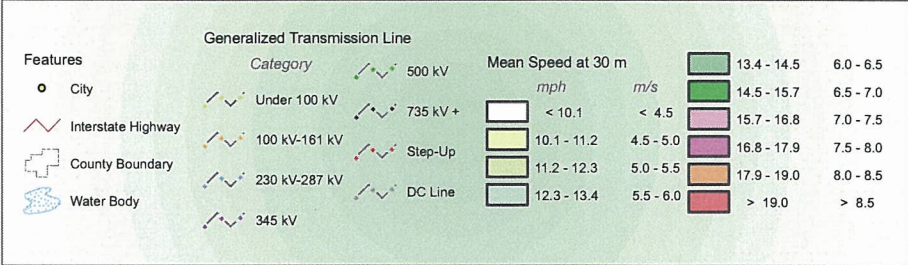 Features
City
Interstate Highway
County Boundary
Water Body
Generalized Transmission Line
Category
Under 100 kV
100 kV-161 kV
230 kV-287 kV
345 kV
500 kV
735 kV +
Step-Up
DC Line
Mean Speed at 30 m
mph m/s
< 10.1 < 4.5
10.1 - 11.2 4.5 - 5.0
11.2 - 12.3 5.0 - 5.5
12.3 - 13.4 5.5 - 6.0
13.4 - 14.5 6.0 - 6.5
14.5 - 15.7 6.5 - 7.0
15.7 - 16.8 7.0 - 7.5
16.8 - 17.9 7.5 - 8.0
17.9 - 19.0 8.0 - 8.5
> 19.0 > 8.5